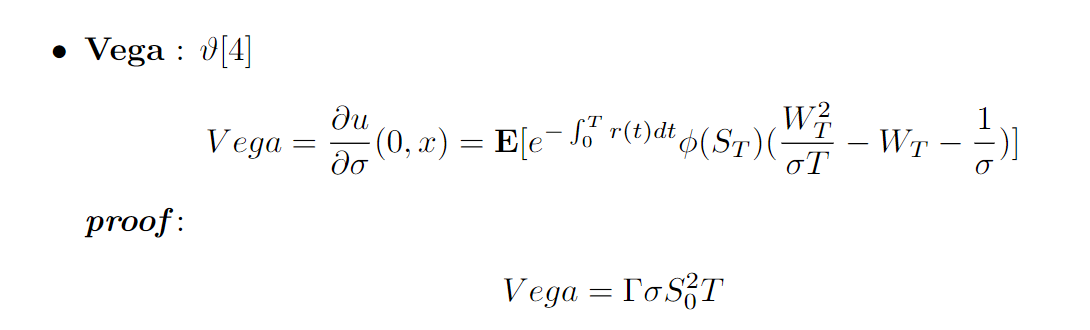 • Vega : ϑ[4]
Vega = ∂u/∂σ (0, x) = E[e^{−∫_0^T r(t)dt} ϕ(S_T)(W_T^2/σT − W_T − 1/σ)]
proof:
Vega = ΓσS_0^2T